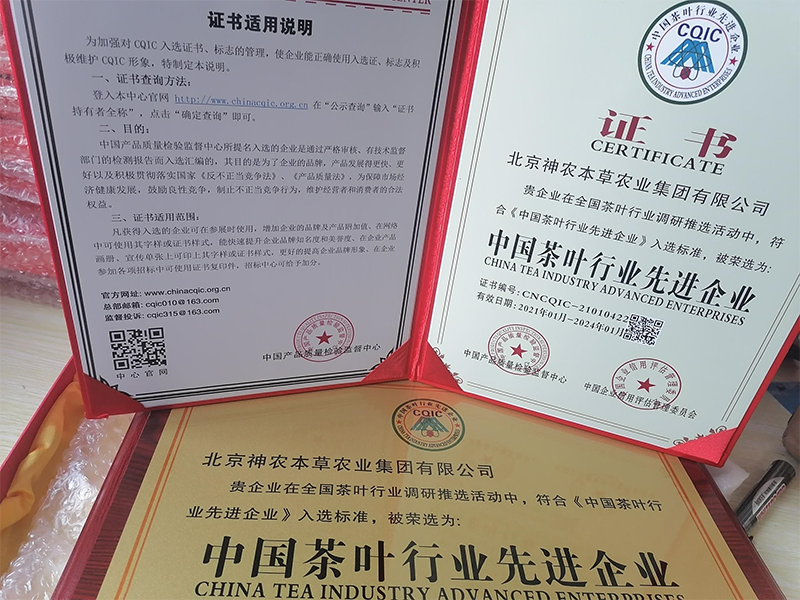 证书适用说明
为加强对 CQIC 入选证书、标志的管理，使企业能正确使用入选证、标志及积
极维护 CQIC 形象，特制定本说明。
一、证书查询方法：
登入本中心官网 http://www.chinacqic.org.cn 在“公示查询”输入“证书
持有者全称”，点击“确定查询”即可。
二、目的：
中国产品质量检验监督中心所提名入选的企业是通过严格审核、有技术监督
部门的检测报告而入选汇编的，其目的是为了企业的品牌，产品发展得更快、更
好以及积极贯彻落实国家《反不正当竞争法》、《产品质量法》，为保障市场经
济健康发展，鼓励良性竞争，制止不正当竞争行为，维护经营者和消费者的合法
权益。
三、证书适用范围：
凡获得入选的企业可在参展时使用，增加企业的品牌及产品附加值、在网络
中可使用其字样或证书样式，能快速提升企业品牌知名度和美誉度、在企业产品
画册、宣传单张上可印上其字样或证书样式，更好的提高企业品牌形象、在企业
参加各项招标中可使用证书复印件，招标中心可给予加分。
官方网址: www.chinacqic.org.cn
总部邮箱: cqic010@163.com
监督投诉: cqic315@163.com
中心官网
中国产品质量检验监督中心
中国茶叶行业先进企业
CQIC
CHINA TEA INDUSTRY ADVANCED ENTERPRISES
证书
CERTIFICATE
北京神农本草农业集团有限公司
贵企业在全国茶叶行业调研推选活动中，符
合《中国茶叶行业先进企业》入选标准，被荣选为:
中国茶叶行业先进企业
CHINA TEA INDUSTRY ADVANCED ENTERPRISES
证书编号: CNCQIC-21010422
有效日期: 2021年01月-2024年01月
中国产品质量检验监督中心
中国企业信用评估管理委员会
CQIC
北京神农本草农业集团有限公司
贵企业在全国茶叶行业调研推选活动中，符合《中国茶叶行
业先进企业》入选标准，被荣选为:
中国茶叶行业先进企业
CHINA TEA INDUSTRY ADVANCED ENTERPRISES